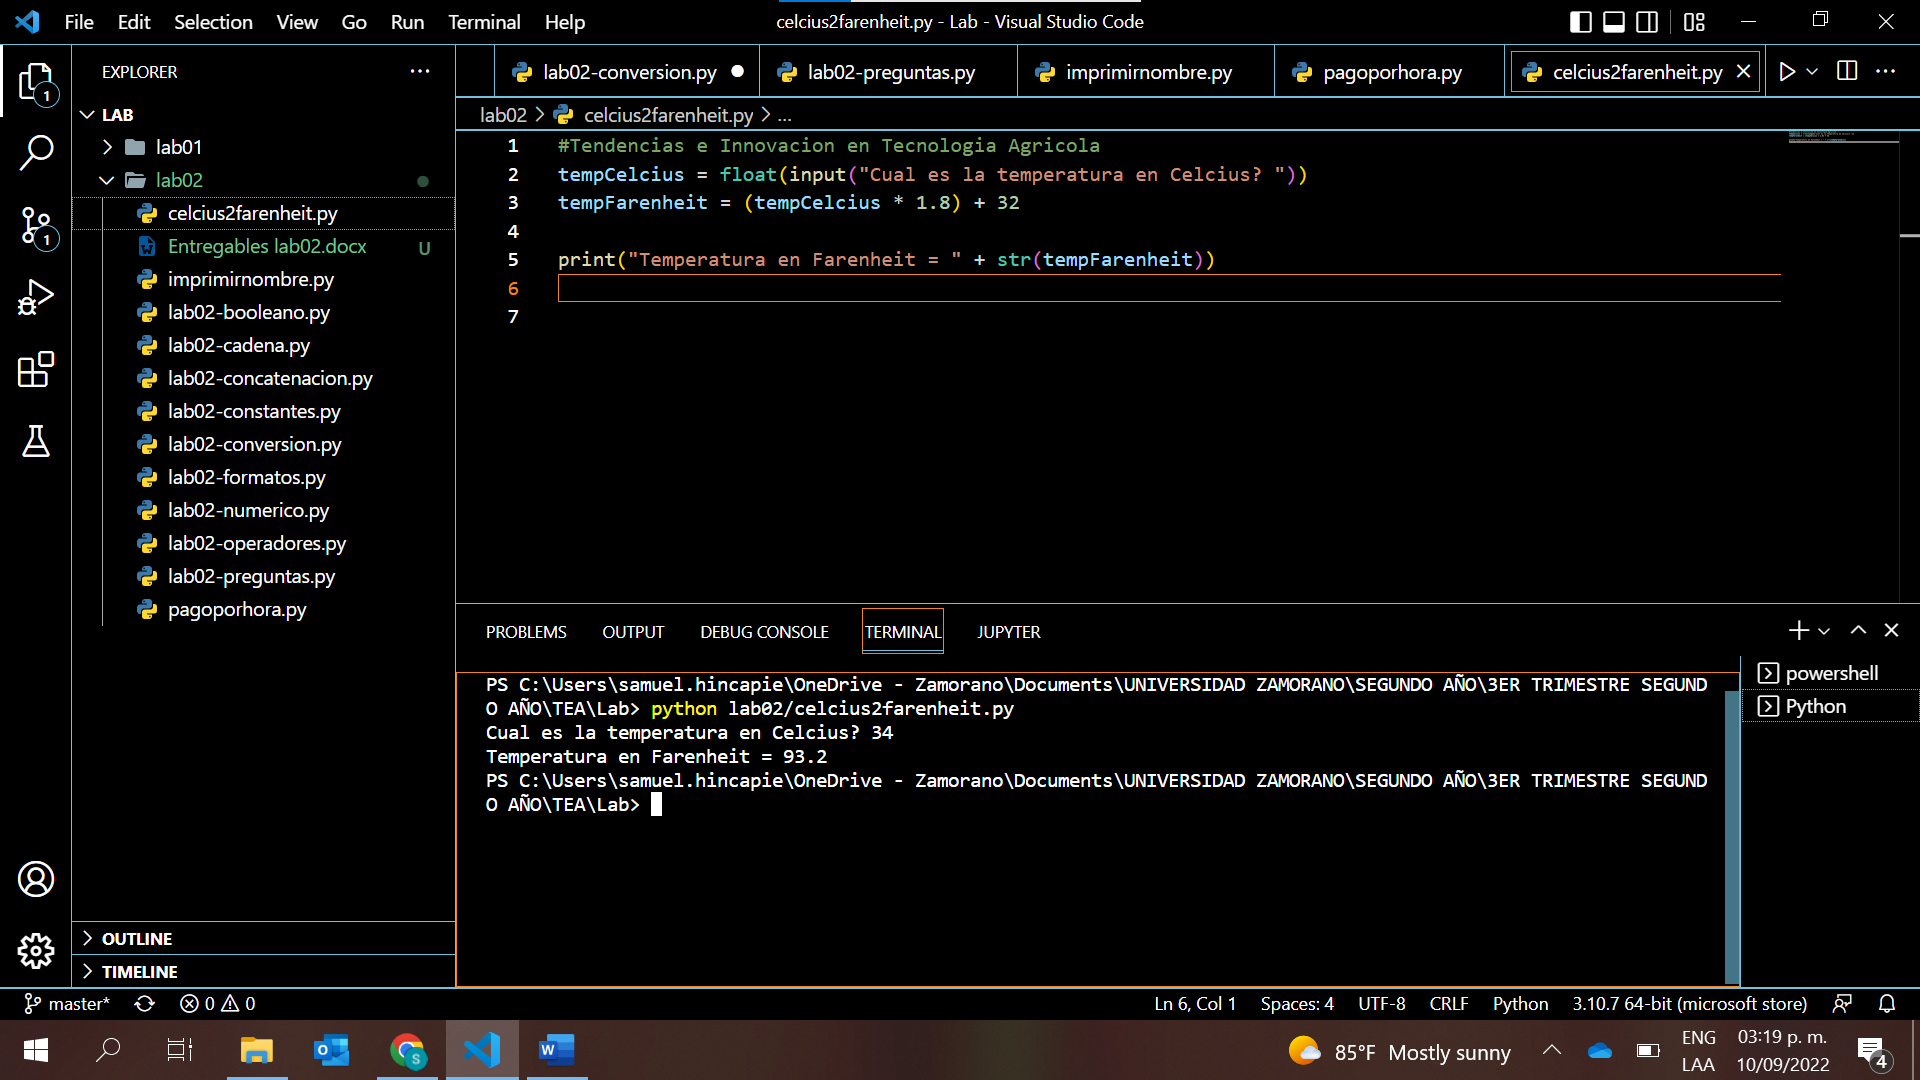 File Edit Selection View Go Run Terminal Help
celcius2farenheit.py - Lab - Visual Studio Code
EXPLORER
LAB
lab01
lab02
celcius2farenheit.py
Entregables lab02.docx U
imprimirnombre.py
lab02-booleano.py
lab02-cadena.py
lab02-concatenacion.py
lab02-constantes.py
lab02-conversion.py
lab02-formatos.py
lab02-numerico.py
lab02-operadores.py
lab02-preguntas.py
pagoporhora.py
OUTLINE
TIMELINE
1
1
lab02-conversion.py lab02-preguntas.py imprimirnombre.py pagoporhora.py celcius2farenheit.py
lab02 > celcius2farenheit.py > ...
1 #Tendencias e Innovacion en Tecnologia Agricola
2 tempCelcius = float(input("Cual es la temperatura en Celcius? "))
3 tempFarenheit = (tempCelcius * 1.8) + 32
4
5 print("Temperatura en Farenheit = " + str(tempFarenheit))
6
7
PROBLEMS OUTPUT DEBUG CONSOLE TERMINAL JUPYTER
PS C:\Users\samuel.hincapie\OneDrive - Zamorano\Documents\UNIVERSIDAD ZAMORANO\SEGUNDO AÑO\3ER TRIMESTRE SEGUND
O AÑO\TEA\Lab> python lab02/celcius2farenheit.py
Cual es la temperatura en Celcius? 34
Temperatura en Farenheit = 93.2
PS C:\Users\samuel.hincapie\OneDrive - Zamorano\Documents\UNIVERSIDAD ZAMORANO\SEGUNDO AÑO\3ER TRIMESTRE SEGUND
O AÑO\TEA\Lab>
powershell
Python
master* 0 0 Ln 6, Col 1 Spaces: 4 UTF-8 CRLF Python 3.10.7 64-bit (microsoft store)
85°F Mostly sunny
ENG
LAA
03:19 p. m.
10/09/2022
4